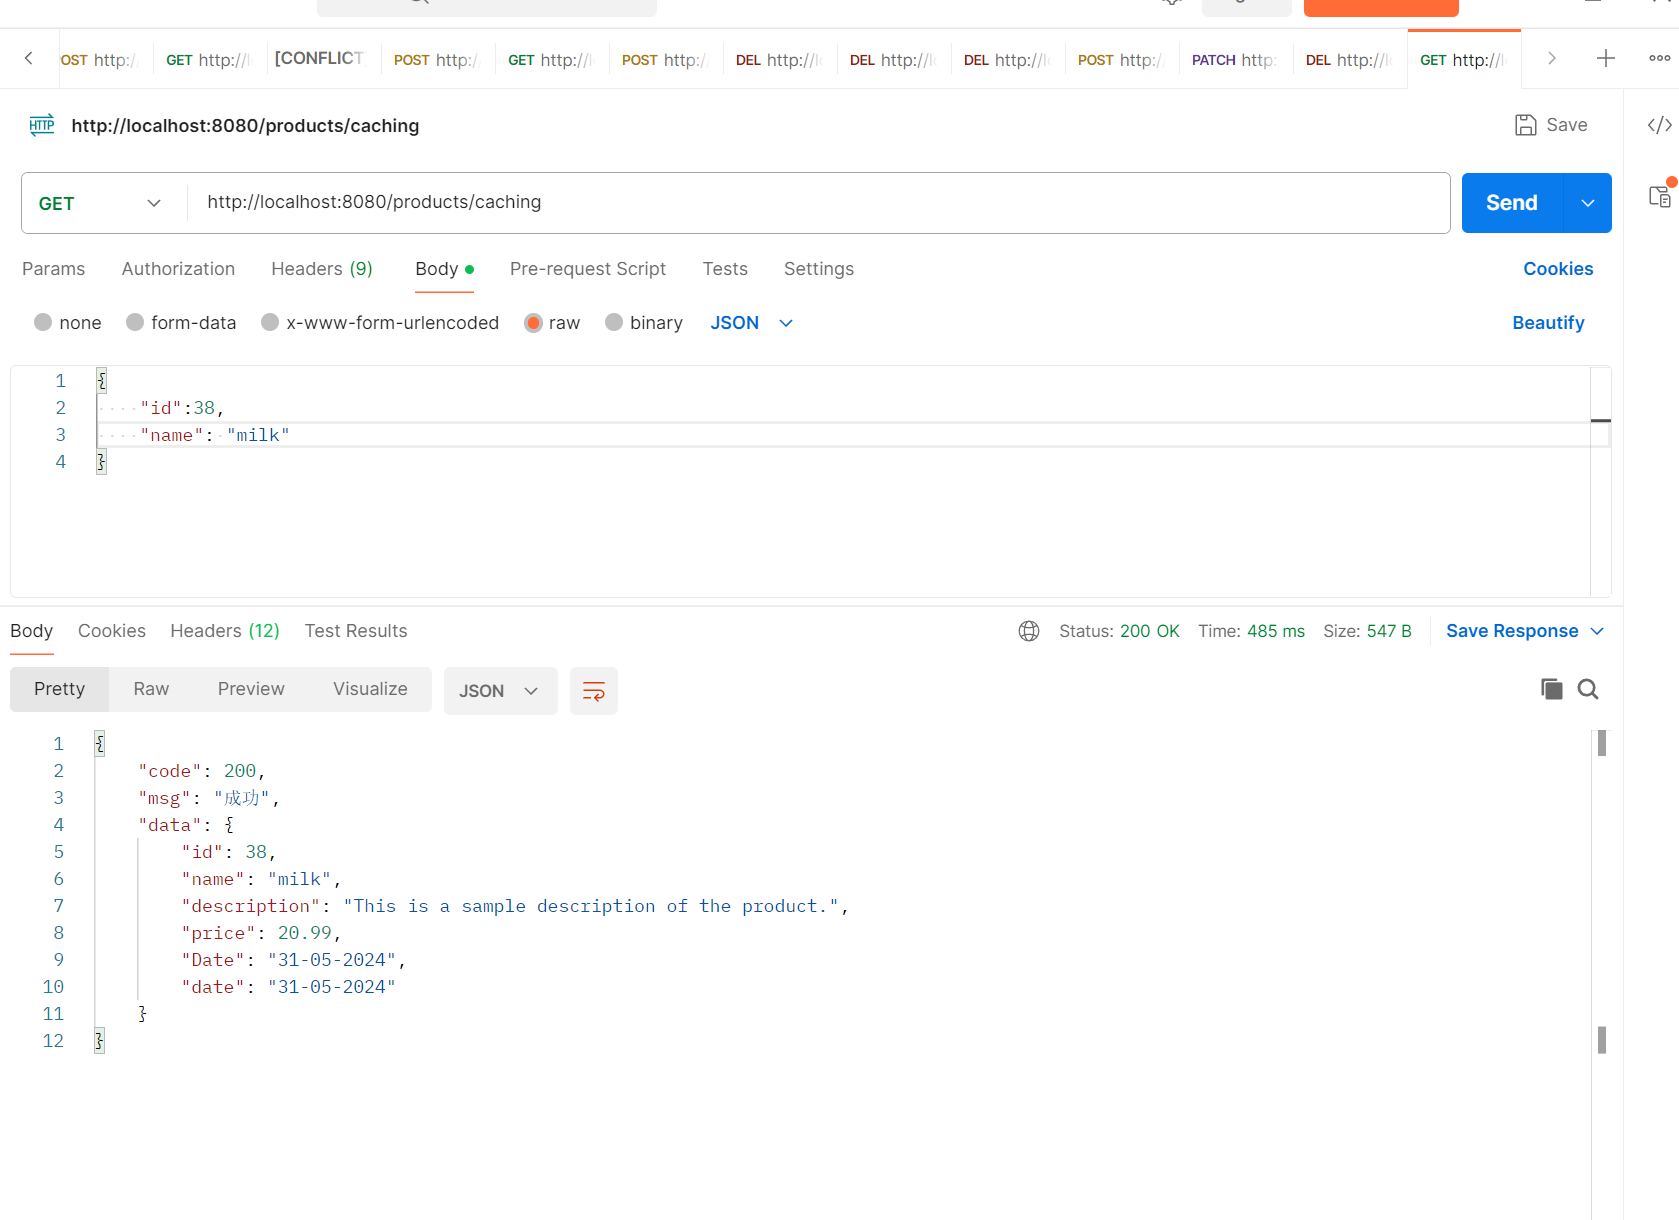 OST http:/
GET http://l
[CONFLICT
POST http:/
GET http://l
POST http:/
DEL http://l
DEL http://l
DEL http://l
POST http:/
PATCH http:
DEL http://l
GET http://l
HTTP http://localhost:8080/products/caching
Save
GET http://localhost:8080/products/caching
Send
Params Authorization Headers (9) Body Pre-request Script Tests Settings Cookies
none form-data x-www-form-urlencoded raw binary JSON Beautify
1 {
2 "id":38,
3 "name": "milk"
4 }
Body Cookies Headers (12) Test Results Status: 200 OK Time: 485 ms Size: 547 B Save Response
Pretty Raw Preview Visualize JSON
1 {
2 "code": 200,
3 "msg": "成功",
4 "data": {
5 "id": 38,
6 "name": "milk",
7 "description": "This is a sample description of the product.",
8 "price": 20.99,
9 "Date": "31-05-2024",
10 "date": "31-05-2024"
11 }
12 }